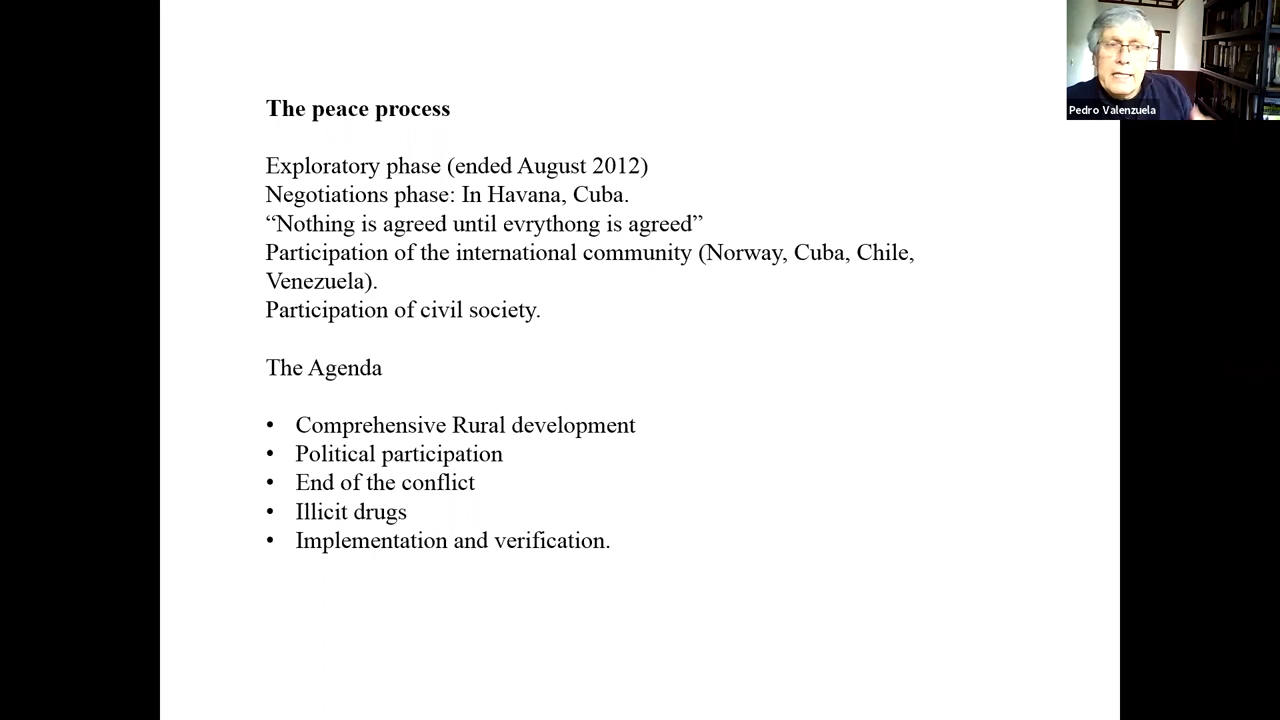 The peace process
Exploratory phase (ended August 2012)
Negotiations phase: In Havana, Cuba.
“Nothing is agreed until evrythong is agreed”
Participation of the international community (Norway, Cuba, Chile,
Venezuela).
Participation of civil society.
The Agenda
• Comprehensive Rural development
• Political participation
• End of the conflict
• Illicit drugs
• Implementation and verification.
Pedro Valenzuela